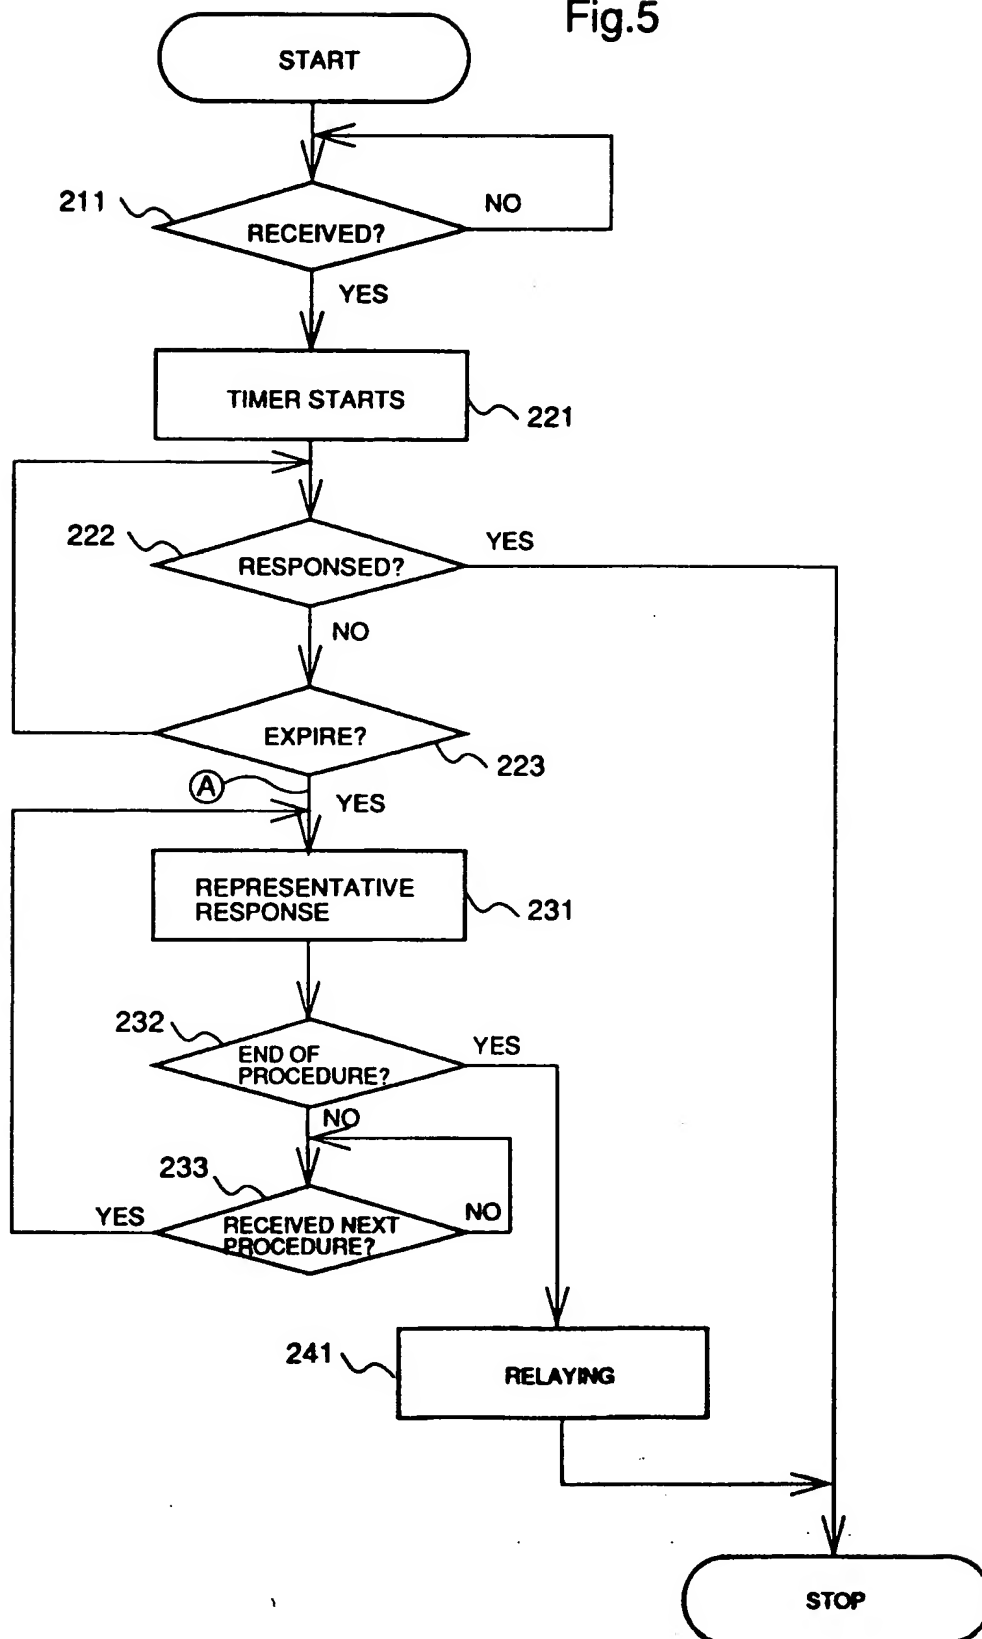 Fig.5
START
211
NO
RECEIVED?
YES
TIMER STARTS
221
222
YES
RESPONSED?
NO
EXPIRE?
223
A
YES
REPRESENTATIVE
RESPONSE
231
232
YES
END OF
PROCEDURE?
NO
233
YES
NO
RECEIVED NEXT
PROCEDURE?
241
RELAYING
STOP